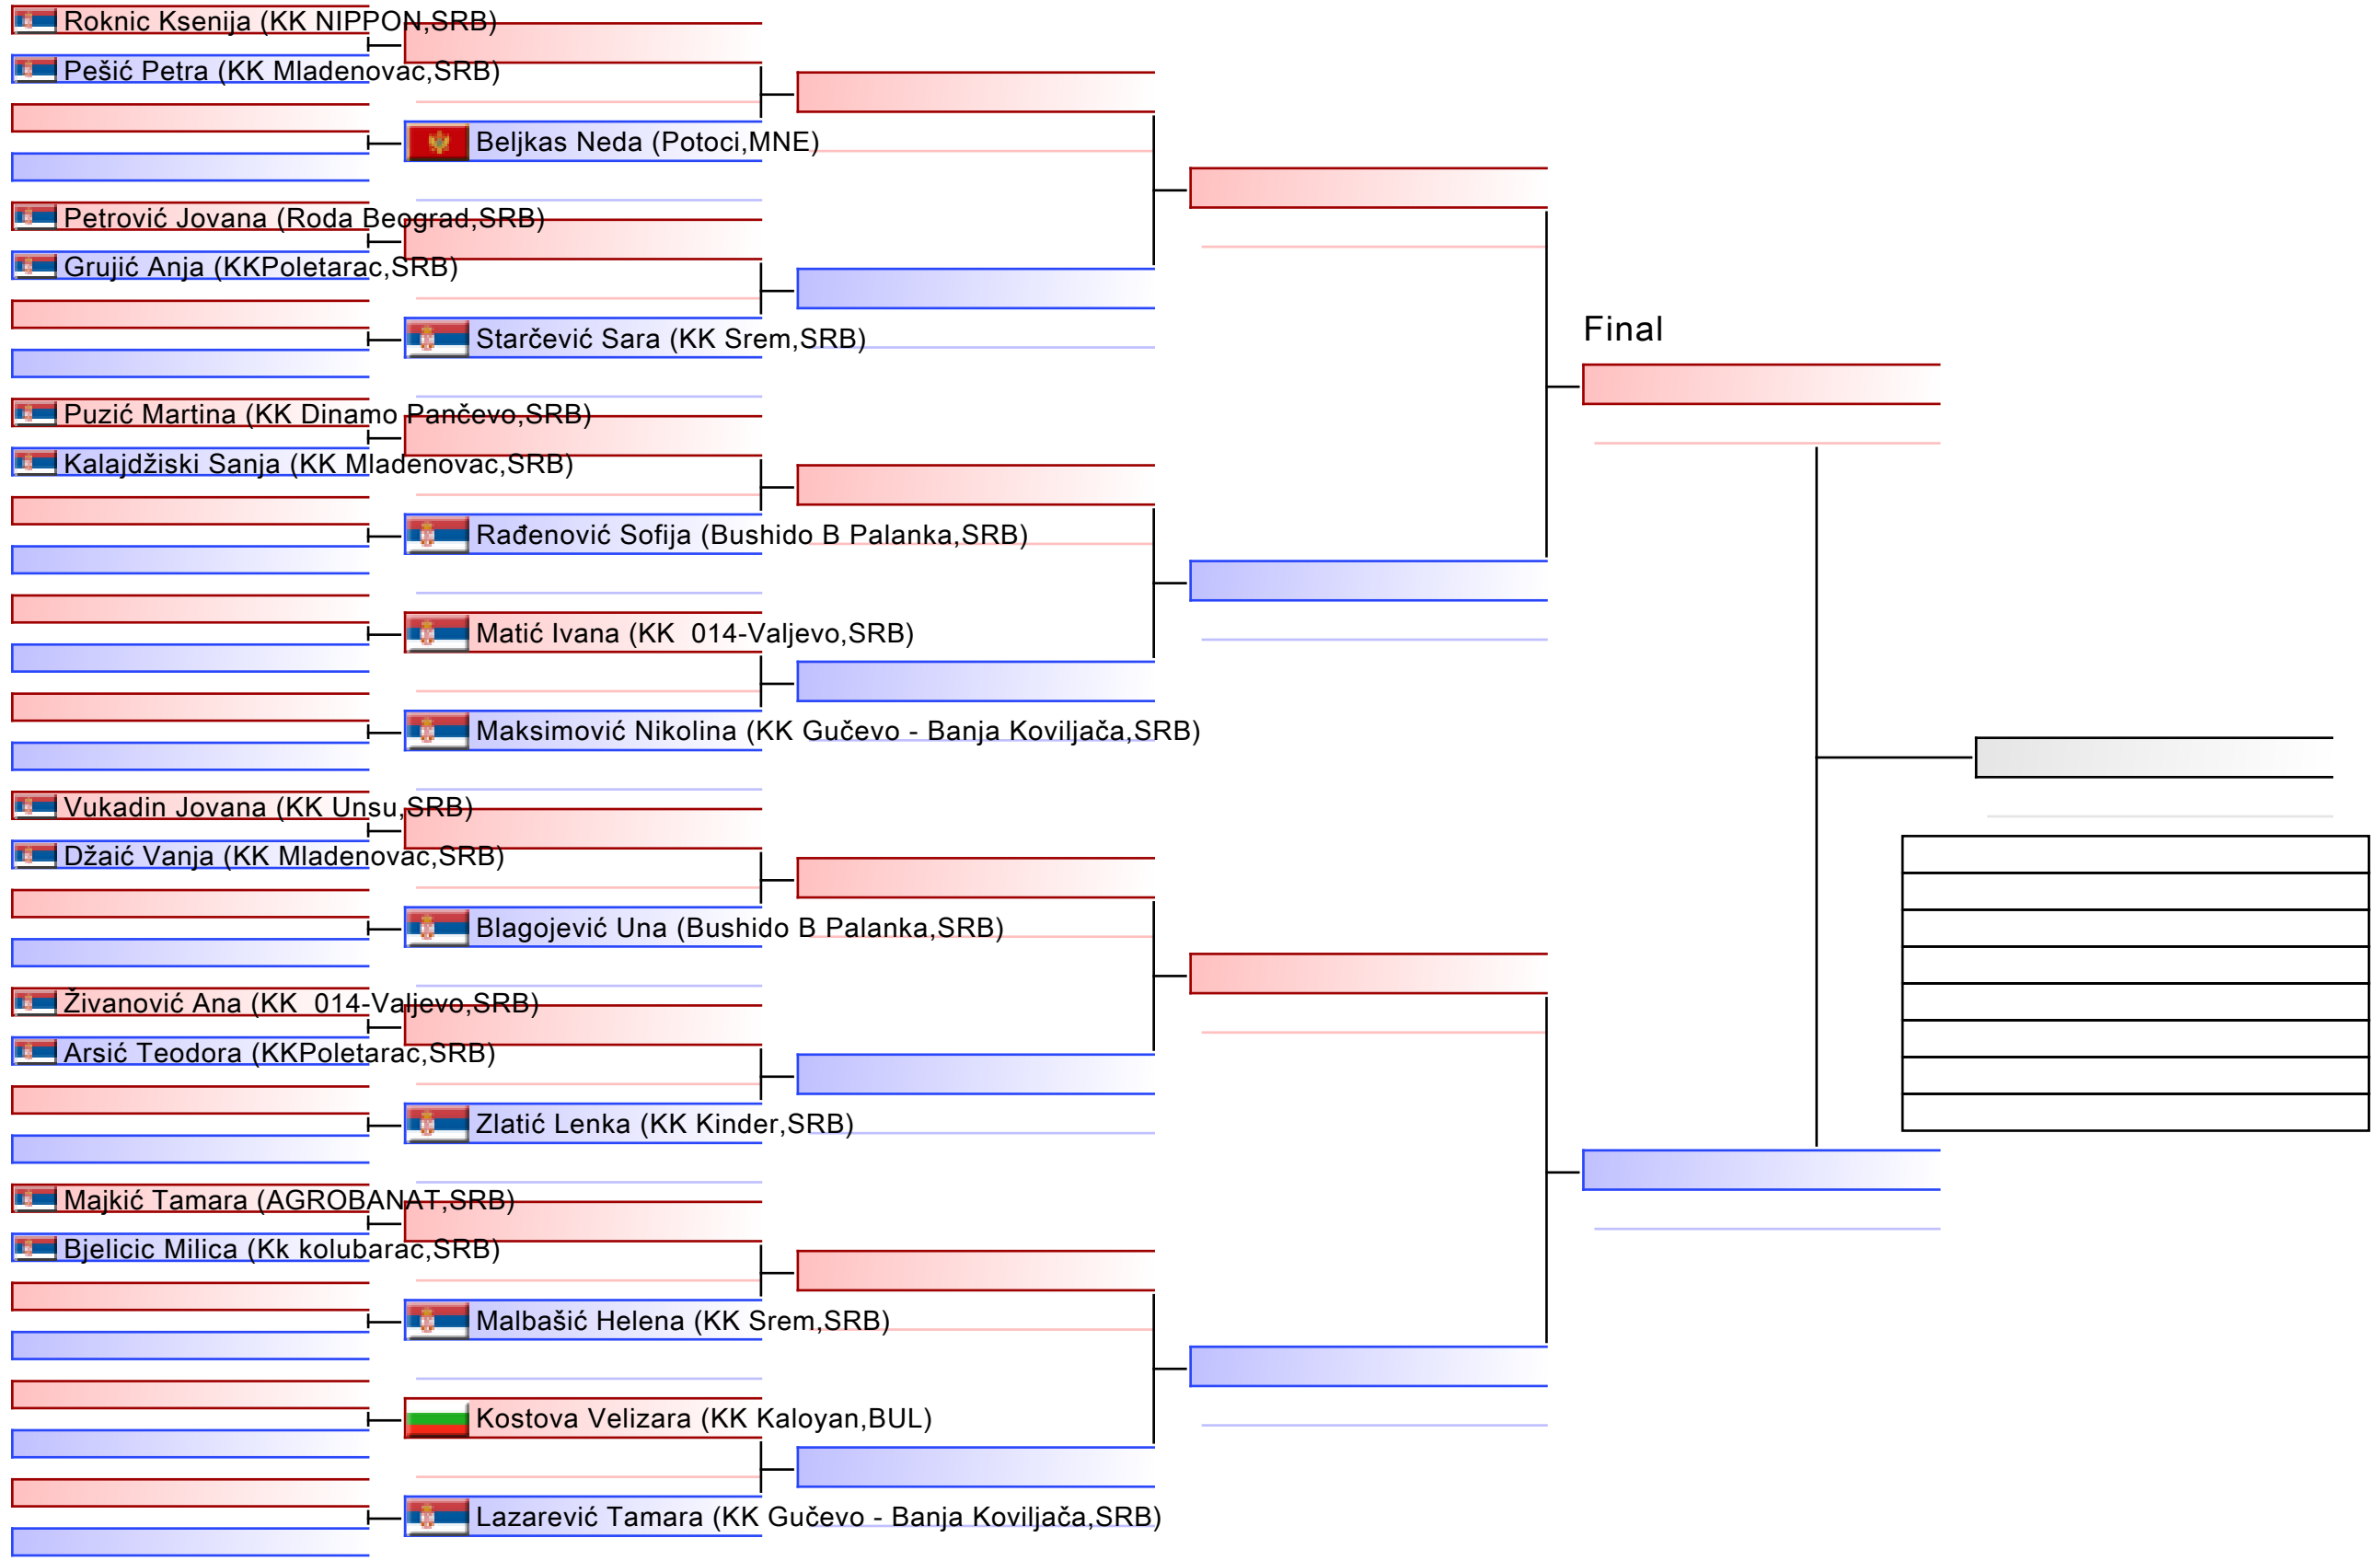 Roknic Ksenija (KK NIPPON,SRB)
Pešić Petra (KK Mladenovac,SRB)
Beljkas Neda (Potoci,MNE)
Petrović Jovana (Roda Beograd,SRB)
Grujić Anja (KKPoletarac,SRB)
Starčević Sara (KK Srem,SRB)
Final
Puzić Martina (KK Dinamo Pančevo,SRB)
Kalajdžiski Sanja (KK Mladenovac,SRB)
Rađenović Sofija (Bushido B Palanka,SRB)
Matić Ivana (KK  014-Valjevo,SRB)
Maksimović Nikolina (KK Gučevo - Banja Koviljača,SRB)
Vukadin Jovana (KK Unsu,SRB)
Džaić Vanja (KK Mladenovac,SRB)
Blagojević Una (Bushido B Palanka,SRB)
Živanović Ana (KK  014-Valjevo,SRB)
Arsić Teodora (KKPoletarac,SRB)
Zlatić Lenka (KK Kinder,SRB)
Majkić Tamara (AGROBANAT,SRB)
Bjelicic Milica (Kk kolubarac,SRB)
Malbašić Helena (KK Srem,SRB)
Kostova Velizara (KK Kaloyan,BUL)
Lazarević Tamara (KK Gučevo - Banja Koviljača,SRB)